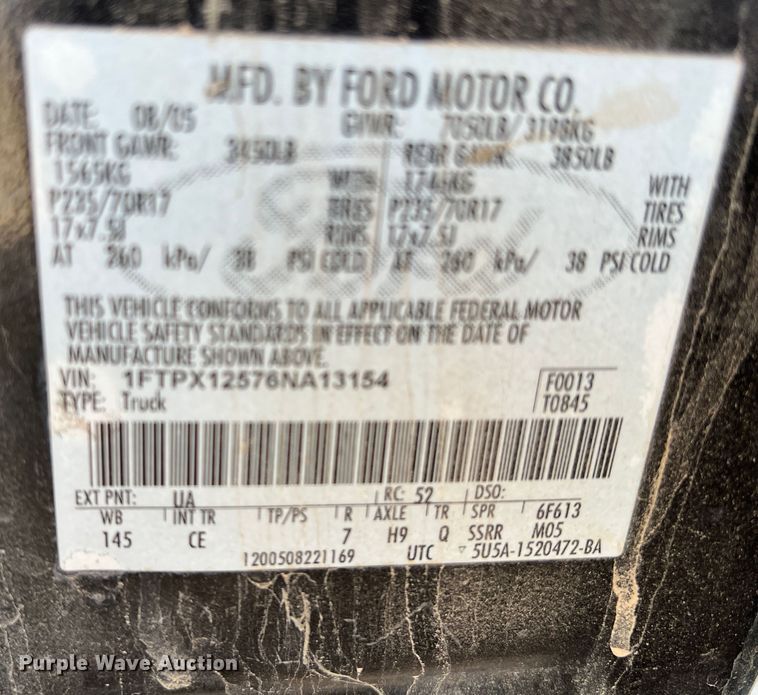 MFD. BY FORD MOTOR CO.
DATE: 08/05 GVWR: 7050LB/3198KG
FRONT GAWR: 3450LB REAR GAWR: 3850LB
1565KG WITH 1746KG WITH
P235/70R17 TIRES P235/70R17 TIRES
17x7.5J RIMS 17x7.5J RIMS
AT 260 kPa/ 38 PSI COLD AT 260 kPa/ 38 PSI COLD
THIS VEHICLE CONFORMS TO ALL APPLICABLE FEDERAL MOTOR
VEHICLE SAFETY STANDARDS IN EFFECT ON THE DATE OF
MANUFACTURE SHOWN ABOVE.
VIN: 1FTPX12576NA13154 F0013
TYPE: Truck T0845
EXT PNT: UA RC: 52 DSO:
WB INT TR TP/PS R AXLE TR SPR 6F613
145 CE 7 H9 Q SSRR M05
1200508221169 UTC ▽ 5U5A-1520472-BA
Purple Wave Auction